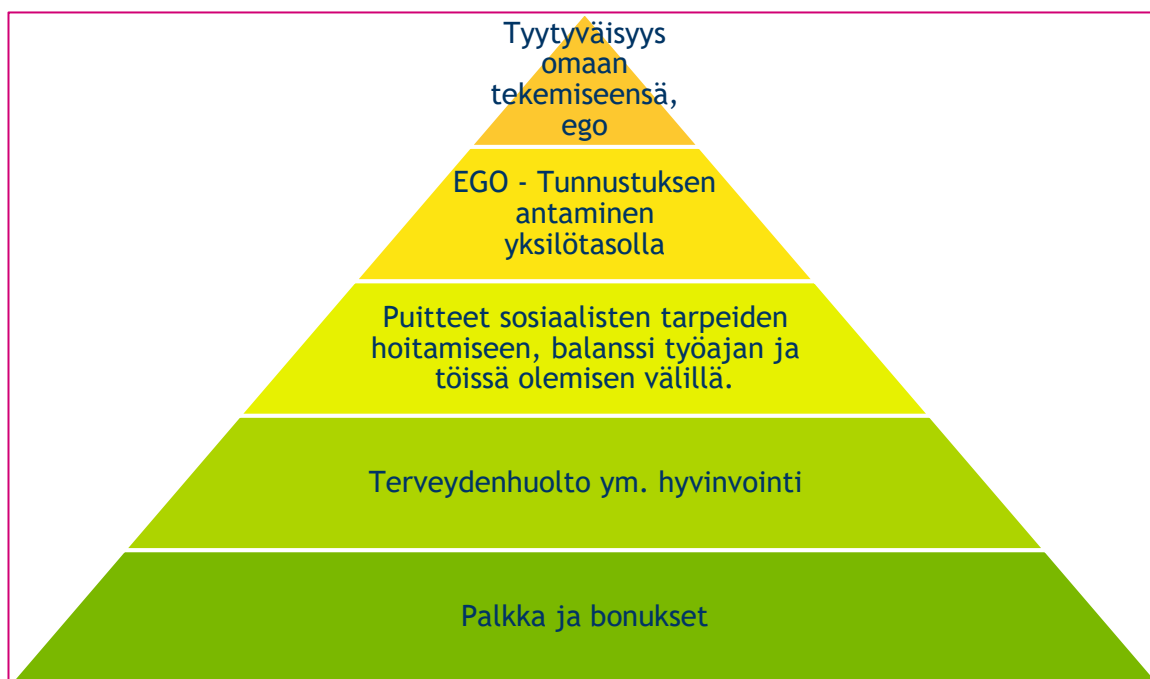 Tyytyväisyys
omaan
tekemiseensä,
ego
EGO - Tunnustuksen
antaminen
yksilötasolla
Puitteet sosiaalisten tarpeiden
hoitamiseen, balanssi työajan ja
töissä olemisen välillä.
Terveydenhuolto ym. hyvinvointi
Palkka ja bonukset